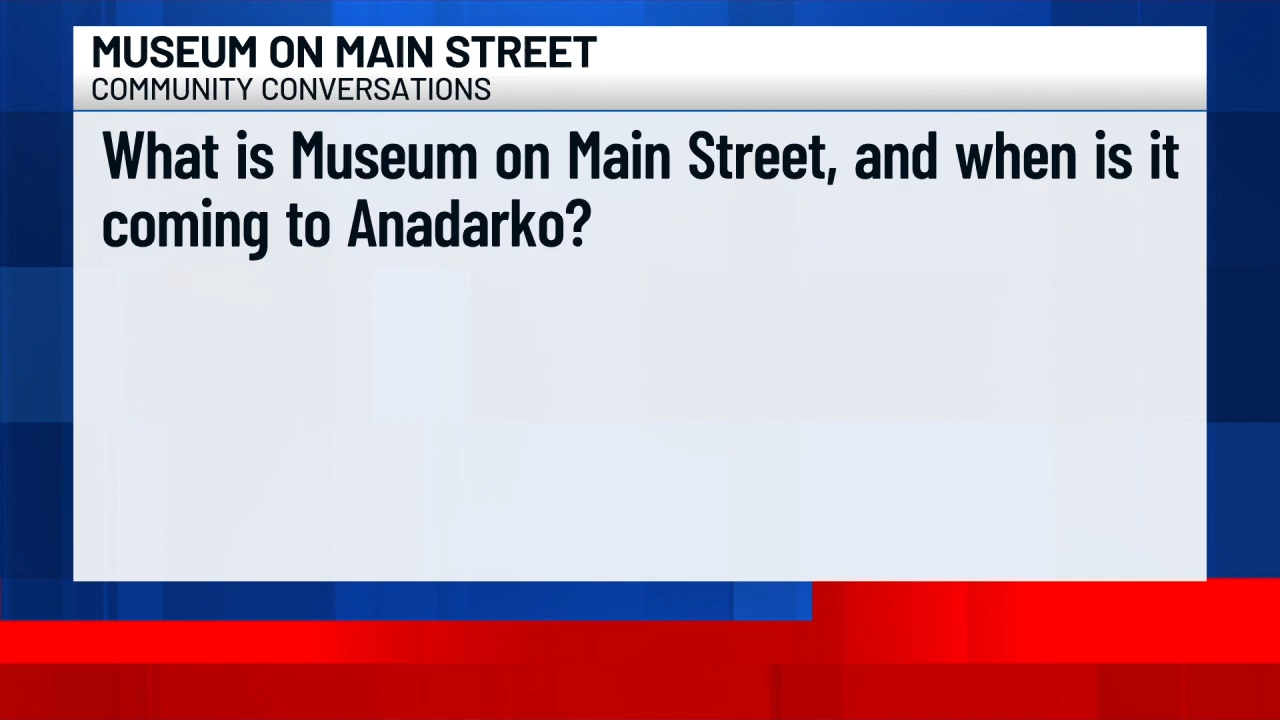 MUSEUM ON MAIN STREET
COMMUNITY CONVERSATIONS
What is Museum on Main Street, and when is it
coming to Anadarko?